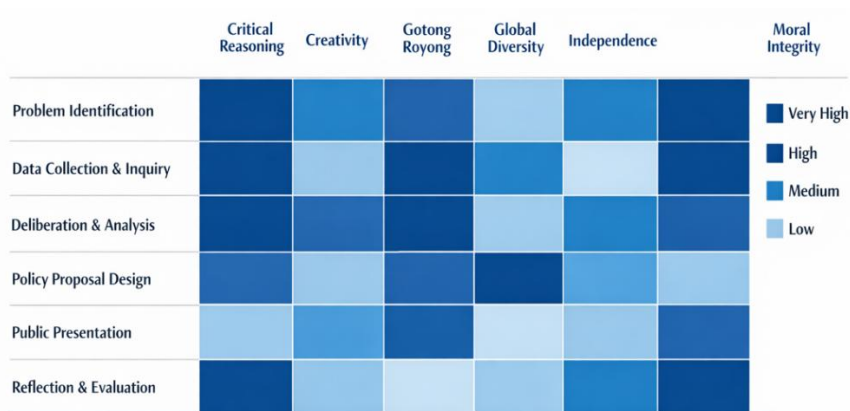 Critical Reasoning
Creativity
Gotong Royong
Global Diversity
Independence
Moral Integrity
Problem Identification
Very High
Data Collection & Inquiry
High
Medium
Deliberation & Analysis
Low
Policy Proposal Design
Public Presentation
Reflection & Evaluation